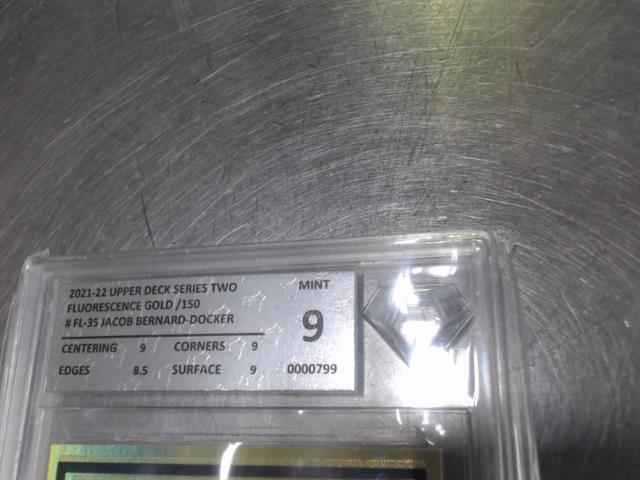 2021-22 UPPER DECK SERIES TWO
FLUORESCENCE GOLD /150
# FL-35 JACOB BERNARD-DOCKER
MINT
9
CENTERING 9 CORNERS 9
EDGES 8.5 SURFACE 9
0000799